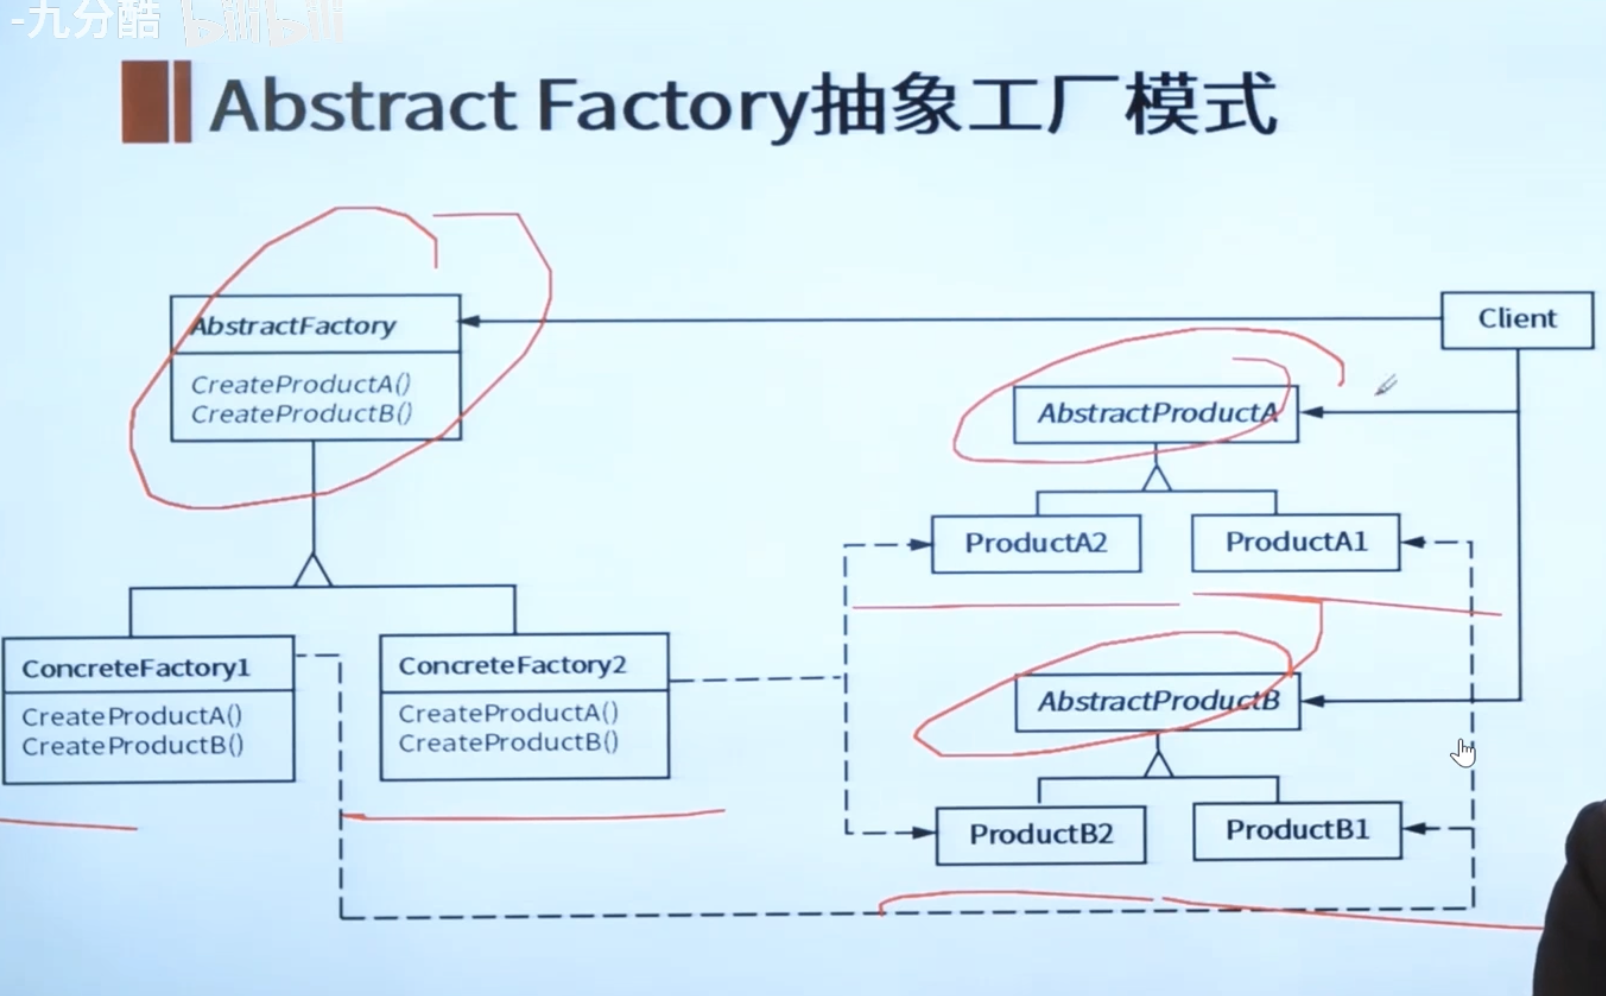 -九分酷 bilibili
Abstract Factory抽象工厂模式
AbstractFactory
CreateProductA()
CreateProductB()
Client
AbstractProductA
ProductA2
ProductA1
ConcreteFactory1
CreateProductA()
CreateProductB()
ConcreteFactory2
CreateProductA()
CreateProductB()
AbstractProductB
ProductB2
ProductB1